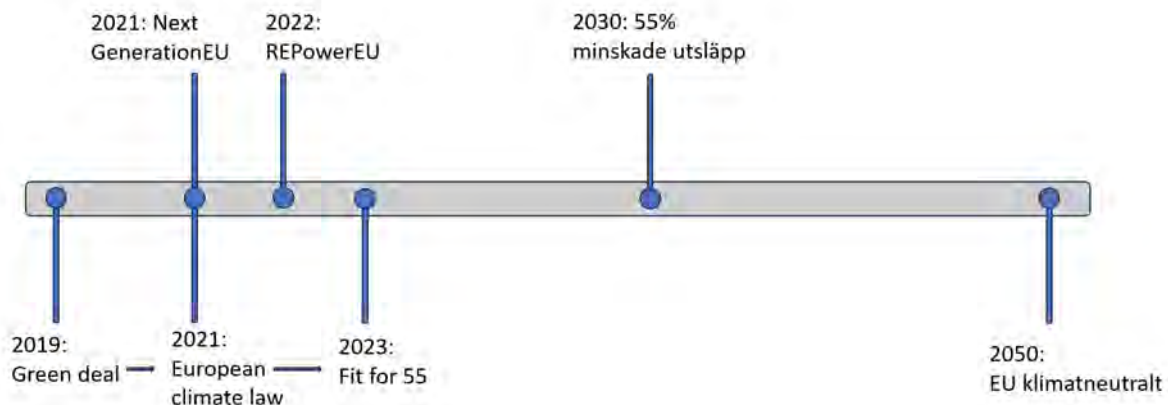 2021: Next
GenerationEU
2022:
REPowerEU
2030: 55%
minskade utsläpp
2019:
Green deal
2021:
European
climate law
2023:
Fit for 55
2050:
EU klimatneutralt